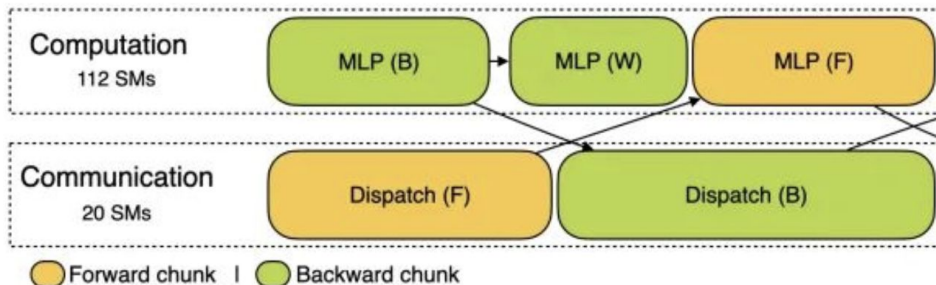 Computation
112 SMs
MLP (B)
MLP (W)
MLP (F)
Communication
20 SMs
Dispatch (F)
Dispatch (B)
Forward chunk | Backward chunk